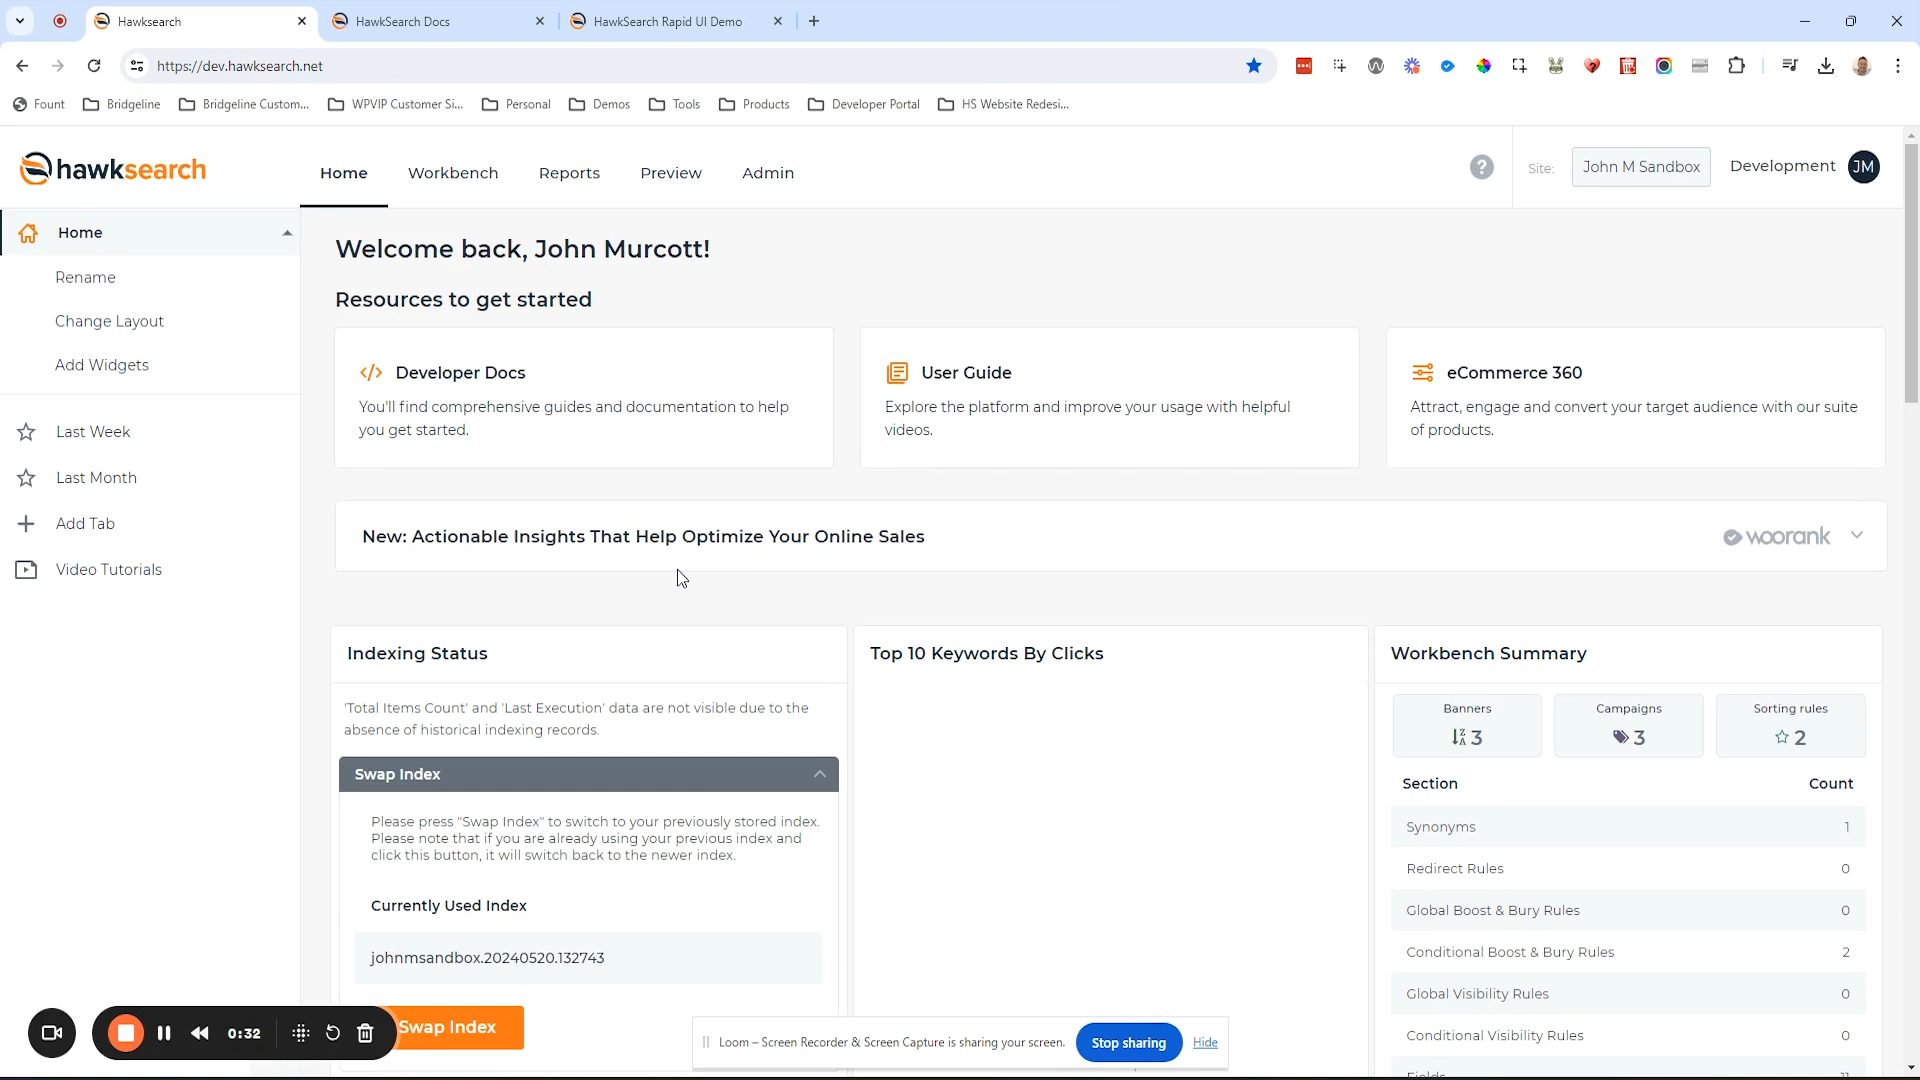 Hawksearch
HawkSearch Docs
HawkSearch Rapid UI Demo
https://dev.hawksearch.net
Fount
Bridgeline
Bridgeline Custom...
WPVIP Customer Si...
Personal
Demos
Tools
Products
Developer Portal
HS Website Redesi...
hawksearch
Home
Workbench
Reports
Preview
Admin
?
Site:
John M Sandbox
Development
JM
Home
Rename
Change Layout
Add Widgets
Last Week
Last Month
Add Tab
Video Tutorials
Welcome back, John Murcott!
Resources to get started
Developer Docs
You'll find comprehensive guides and documentation to help
you get started.
User Guide
Explore the platform and improve your usage with helpful
videos.
eCommerce 360
Attract, engage and convert your target audience with our suite
of products.
New: Actionable Insights That Help Optimize Your Online Sales
woorank
Indexing Status
'Total Items Count' and 'Last Execution' data are not visible due to the
absence of historical indexing records.
Swap Index
Please press "Swap Index" to switch to your previously stored index.
Please note that if you are already using your previous index and
click this button, it will switch back to the newer index.
Currently Used Index
johnmsandbox.20240520.132743
Swap Index
Top 10 Keywords By Clicks
Workbench Summary
Banners
3
Campaigns
3
Sorting rules
2
Section Count
Synonyms 1
Redirect Rules 0
Global Boost & Bury Rules 0
Conditional Boost & Bury Rules 2
Global Visibility Rules 0
Conditional Visibility Rules 0
Fields 11
0:32
Loom – Screen Recorder & Screen Capture is sharing your screen.
Stop sharing
Hide